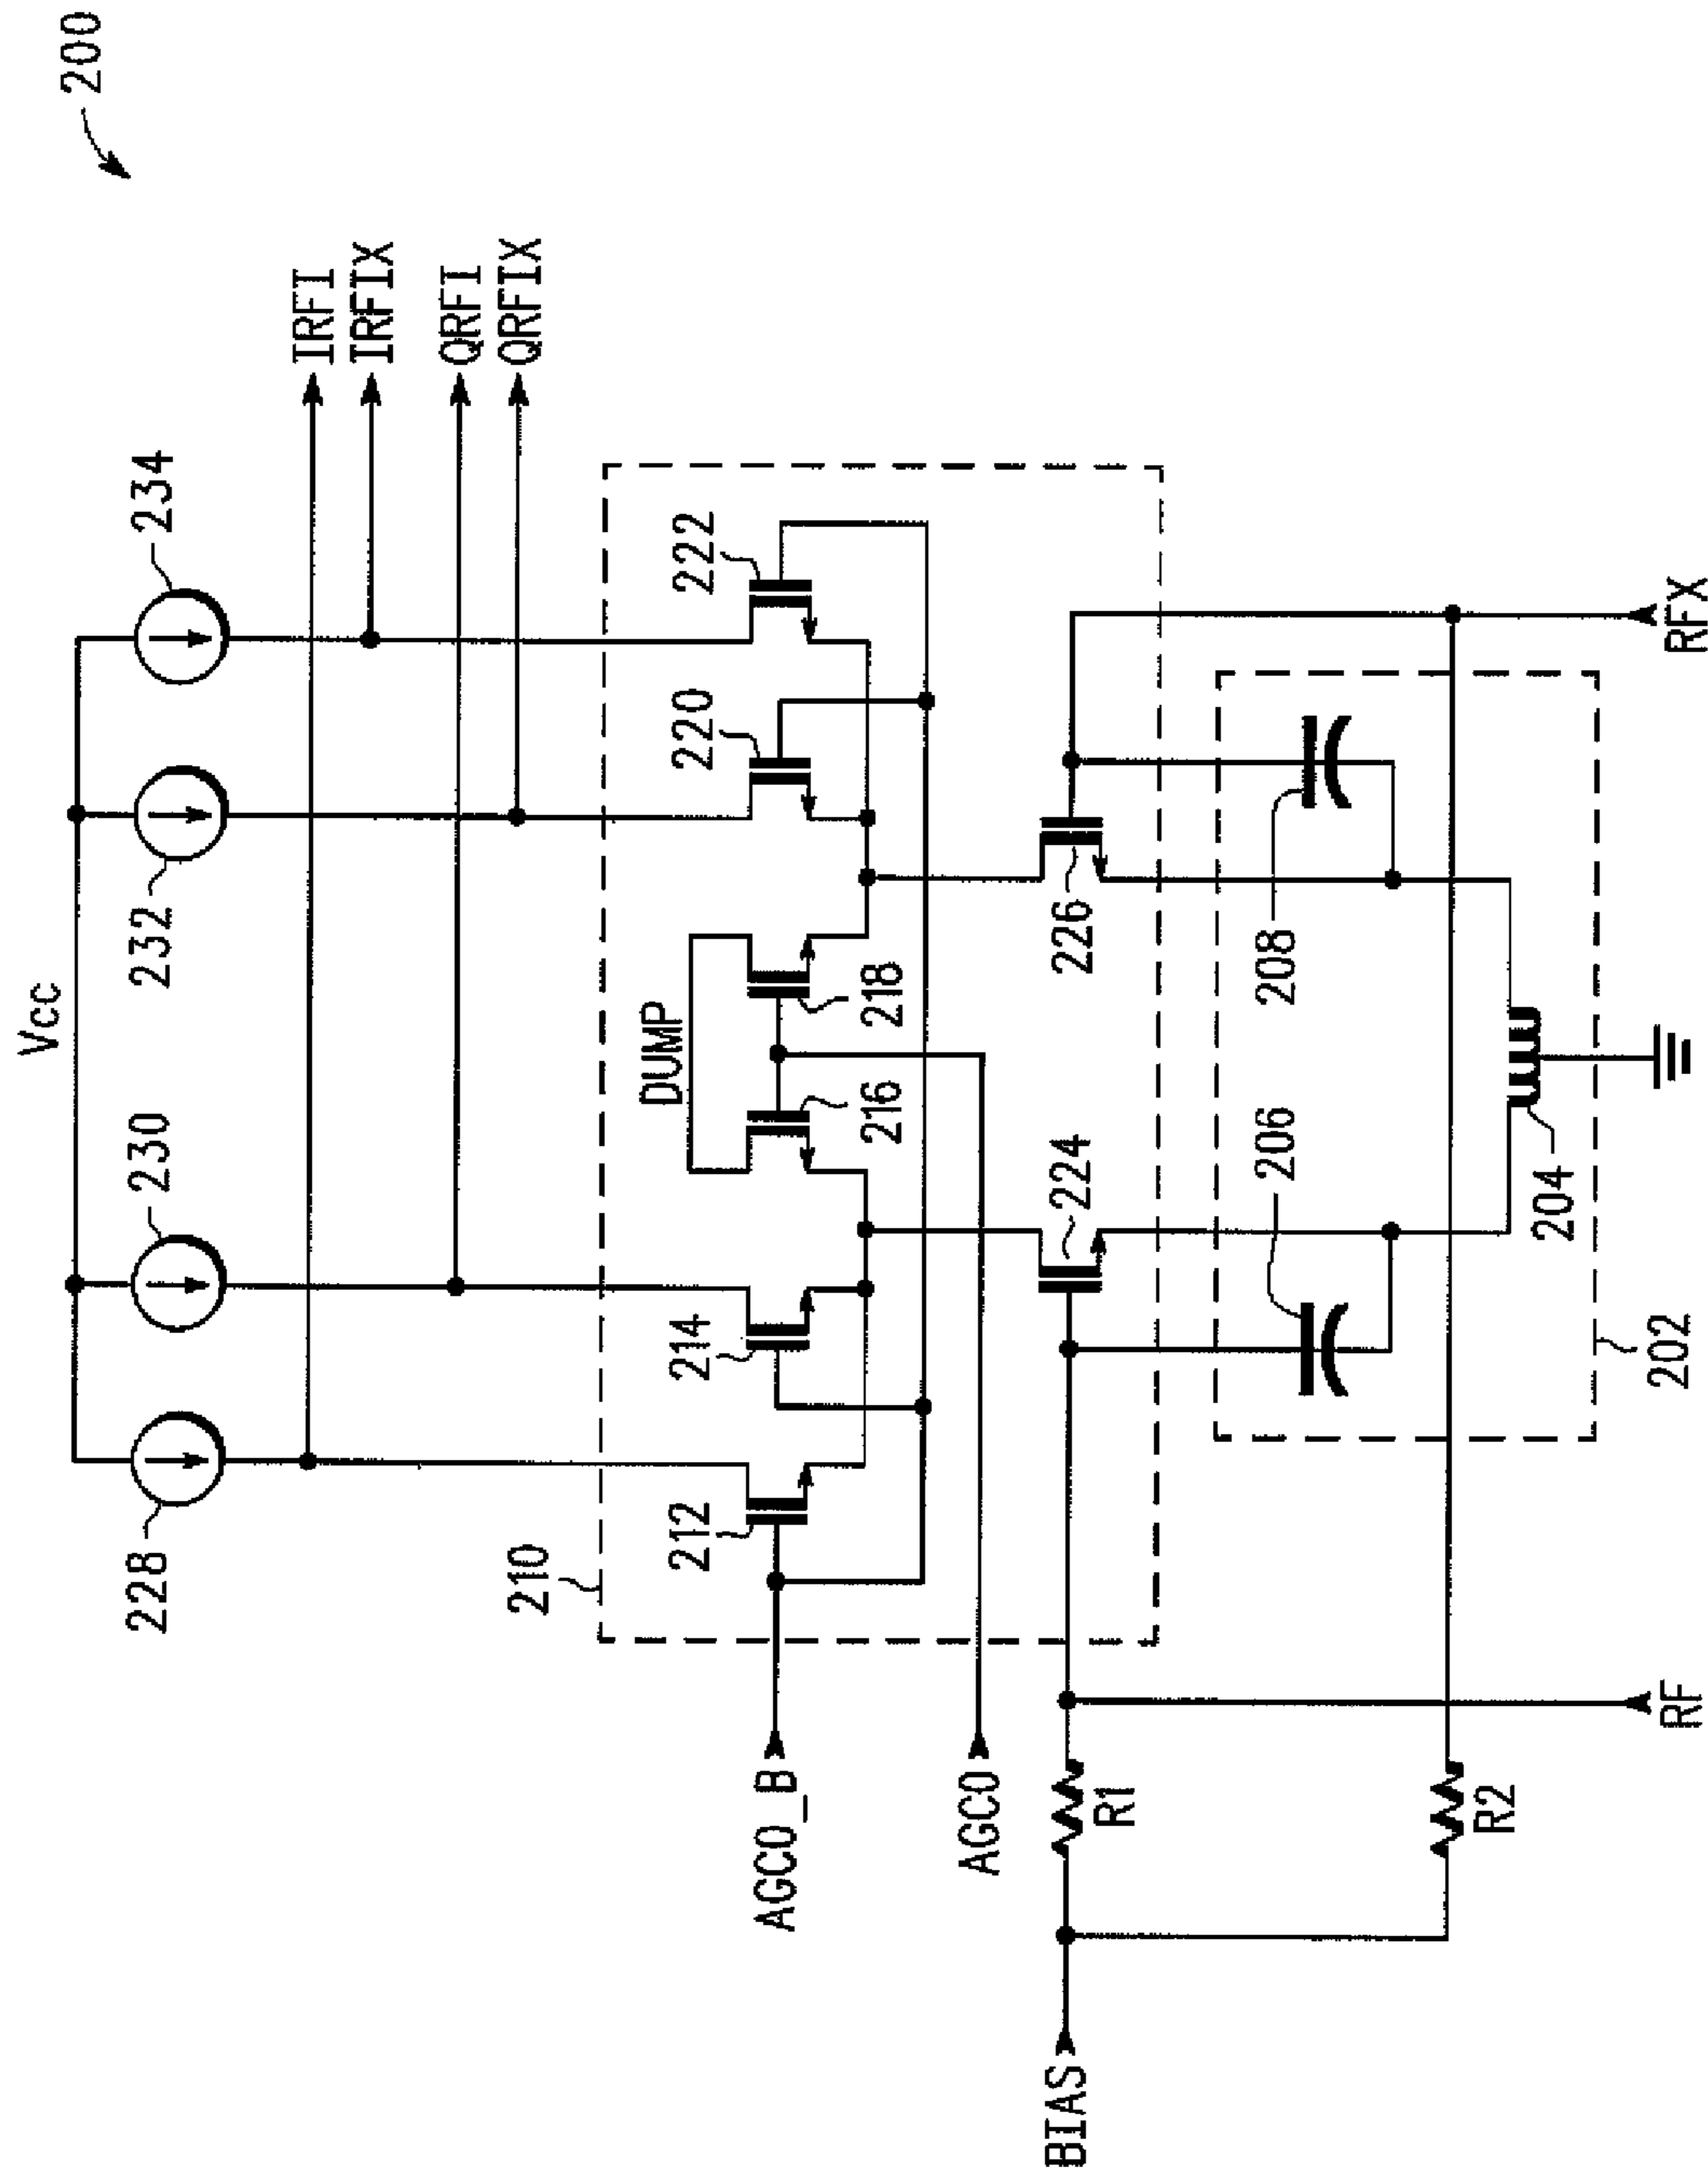 200
Vcc
228
230
232
234
IRFI
IRFIX
QRFI
QRFIX
210
212
214
DUMP
216
218
220
222
AGC0_B
AGC0
224
226
BIAS
R1
206
208
R2
204
202
RF
RFX